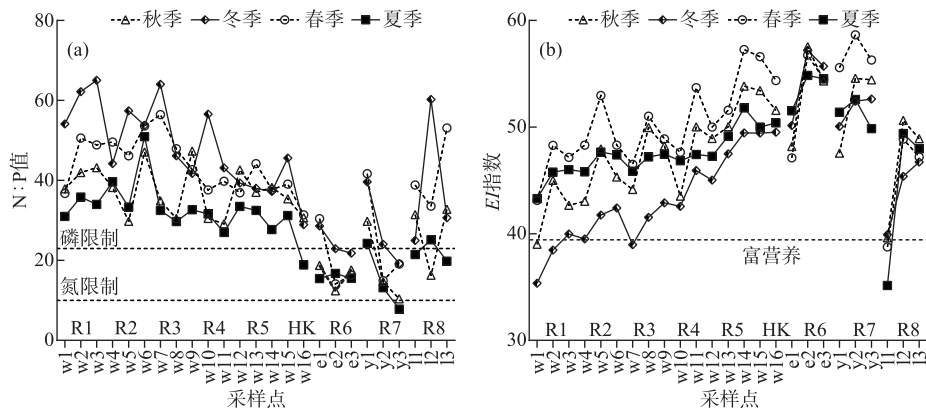 秋季 冬季 春季 夏季
(a)
80
60
40
20
0
N∶P值
磷限制
氮限制
R1 R2 R3 R4 R5 HK R6 R7 R8
w1 w2 w3 w4 w5 w6 w7 w8 w9 w10 w11 w12 w13 w14 w15 w16 e1 e2 e3 y1 y2 y3 l1 l2 l3
采样点
秋季 冬季 春季 夏季
(b)
60
50
40
30
EI指数
富营养
R1 R2 R3 R4 R5 HK R6 R7 R8
w1 w2 w3 w4 w5 w6 w7 w8 w9 w10 w11 w12 w13 w14 w15 w16 e1 e2 e3 y1 y2 y3 l1 l2 l3
采样点